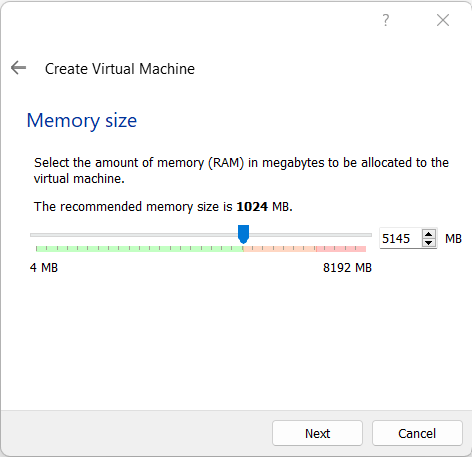 ?
Create Virtual Machine
Memory size
Select the amount of memory (RAM) in megabytes to be allocated to the
virtual machine.
The recommended memory size is 1024 MB.
5145 MB
4 MB 8192 MB
Next Cancel